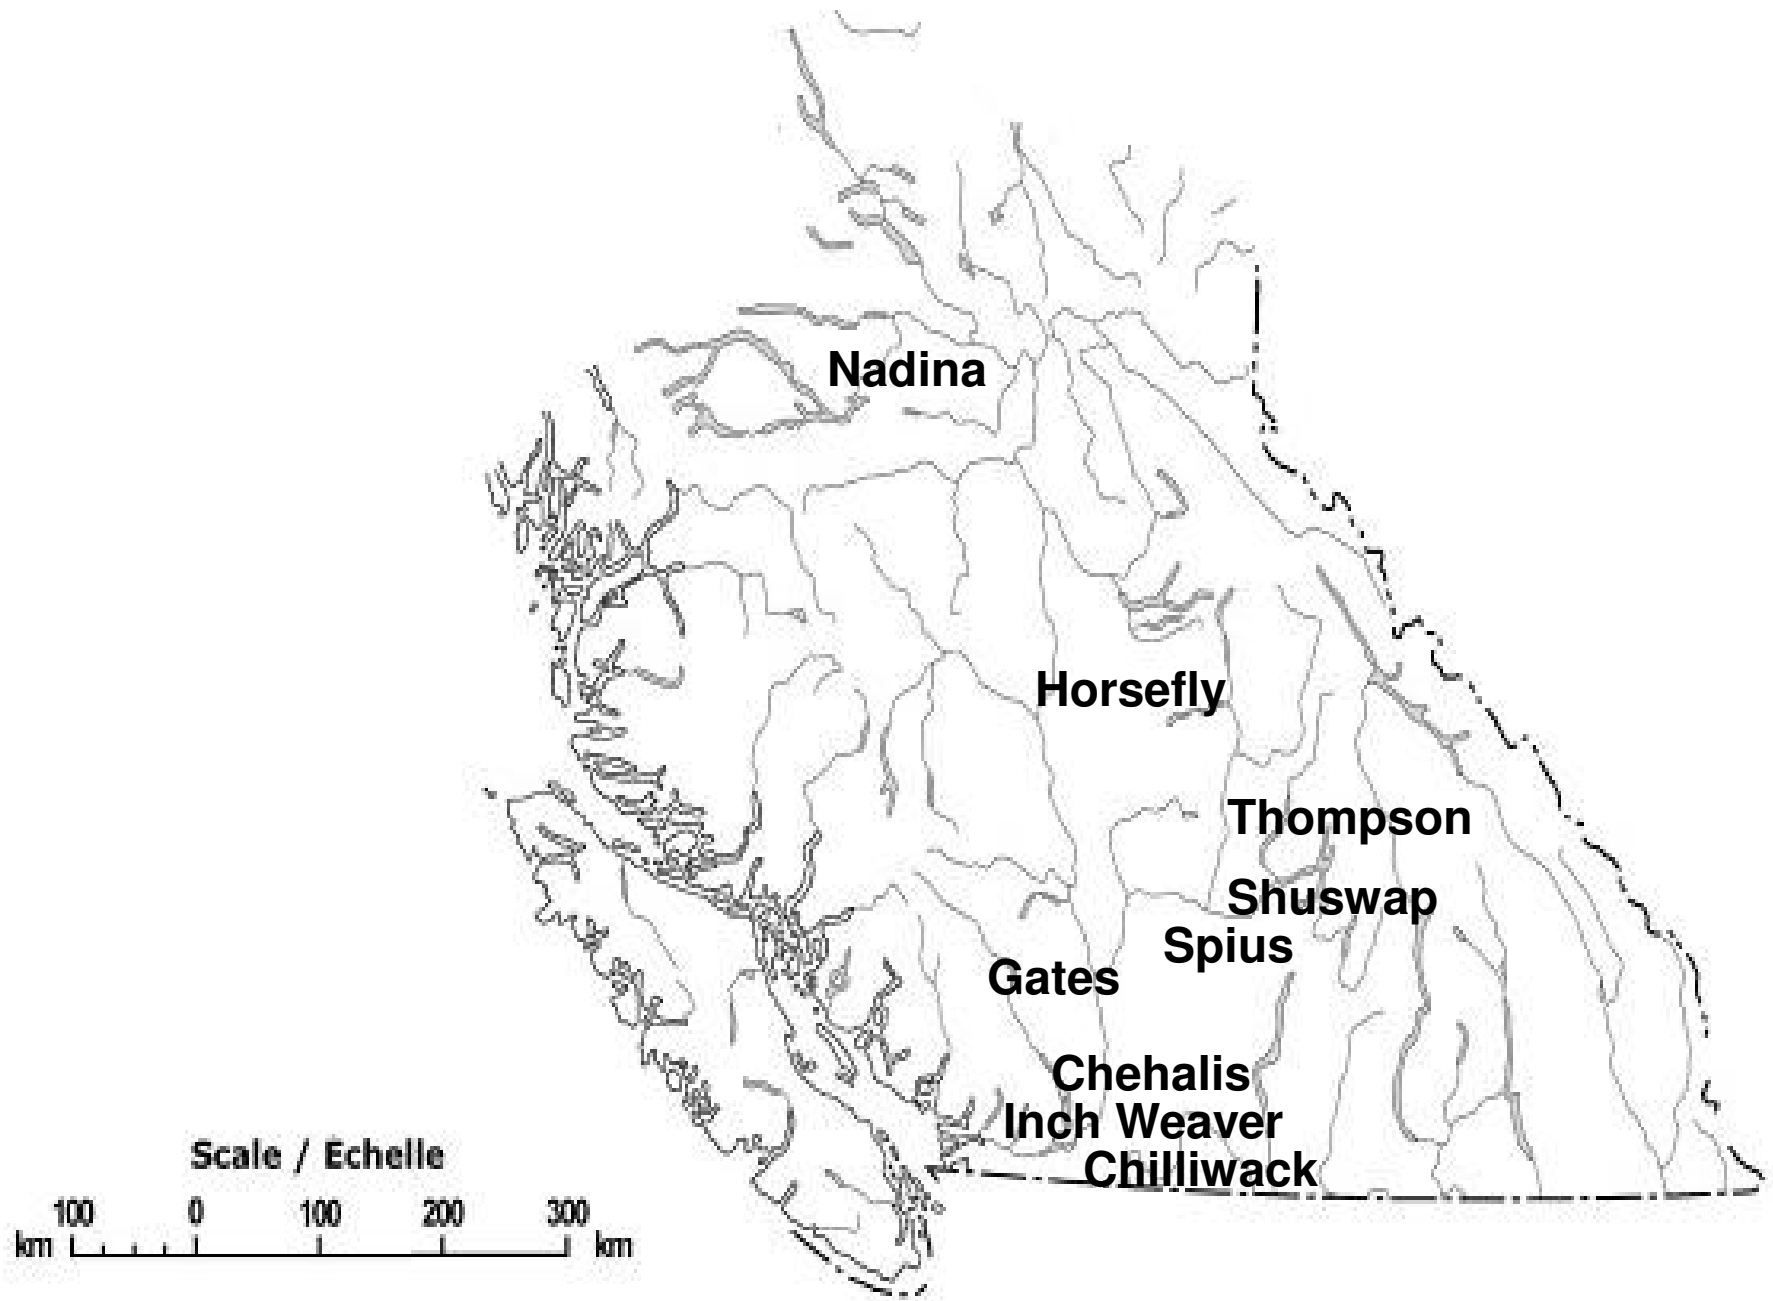 Nadina
Horsefly
Thompson
Shuswap
Spius
Gates
Chehalis
Inch Weaver
Chilliwack
Scale / Echelle
100 0 100 200 300
km km